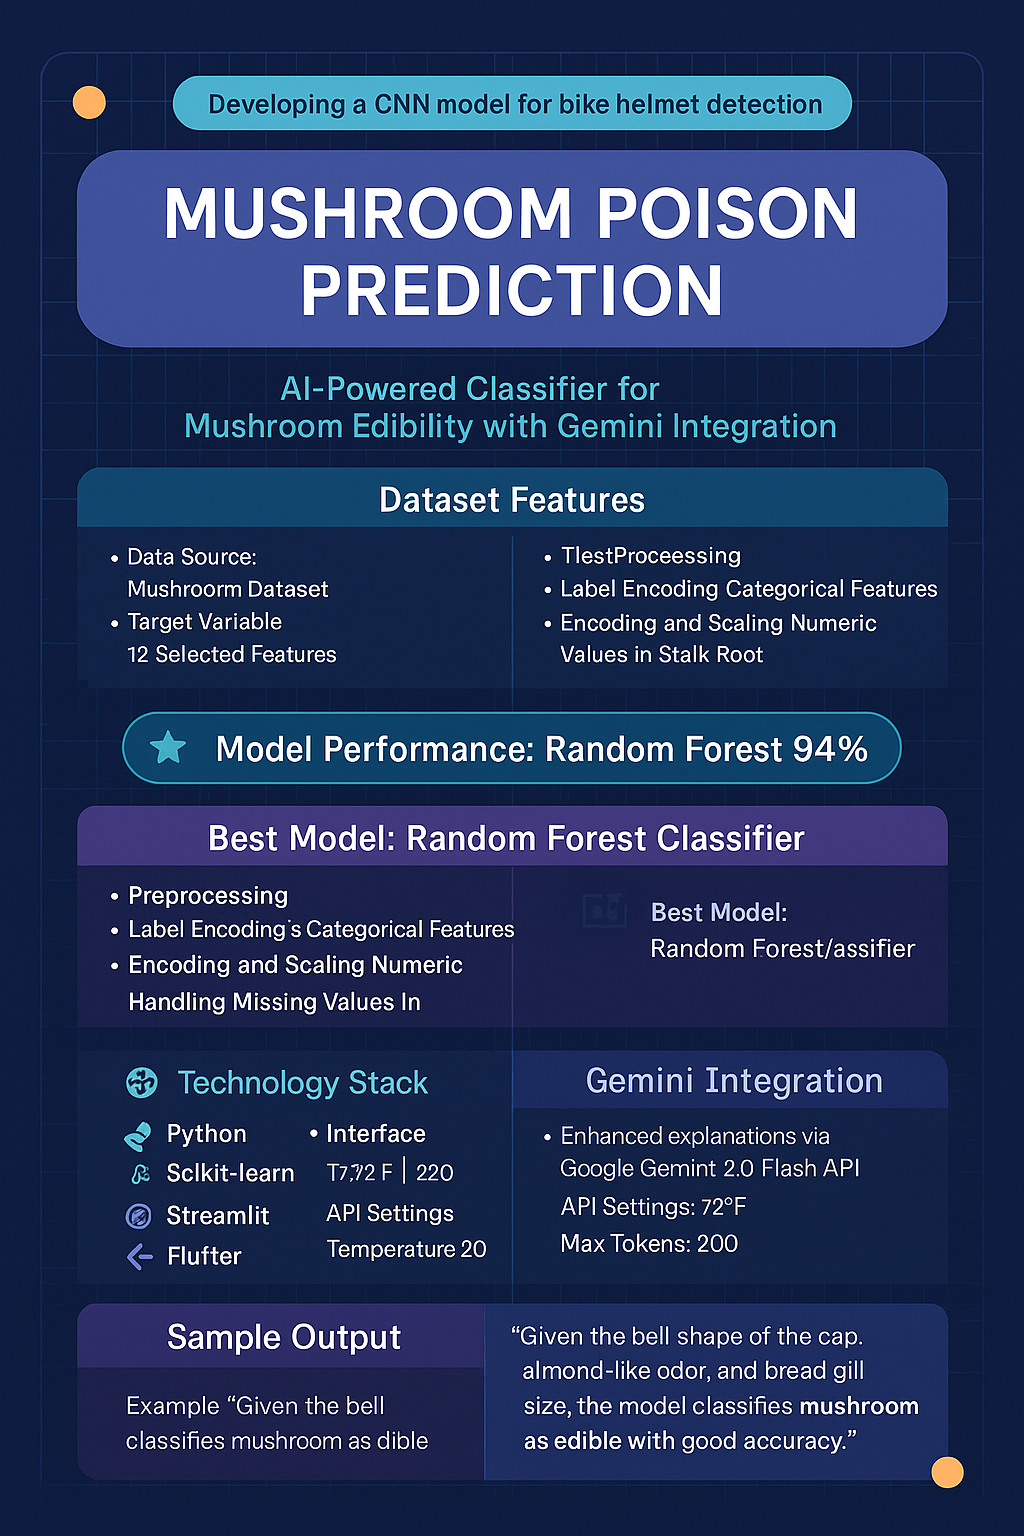 Developing a CNN model for bike helmet detection
MUSHROOM POISON
PREDICTION
AI-Powered Classifier for
Mushroom Edibility with Gemini Integration
Dataset Features
• Data Source:
Mushroorm Dataset
• Target Variable
12 Selected Features
• TlestProceessing
• Label Encoding Categorical Features
• Encoding and Scaling Numeric
Values in Stalk Root
Model Performance: Random Forest 94%
Best Model: Random Forest Classifier
• Preprocessing
• Label Encoding's Categorical Features
• Encoding and Scaling Numeric
Handling Missing Values In
Best Model:
Random Forest/assifier
Technology Stack
Python
Sclkit-learn
Streamlit
Flufter
• Interface
T7,72 F | 220
API Settings
Temperature 20
Gemini Integration
• Enhanced explanations via
Google Gemint 2.0 Flash API
API Settings: 72°F
Max Tokens: 200
Sample Output
Example “Given the bell
classifies mushroom as dible
“Given the bell shape of the cap.
almond-like odor, and bread gill
size, the model classifies mushroom
as edible with good accuracy.”